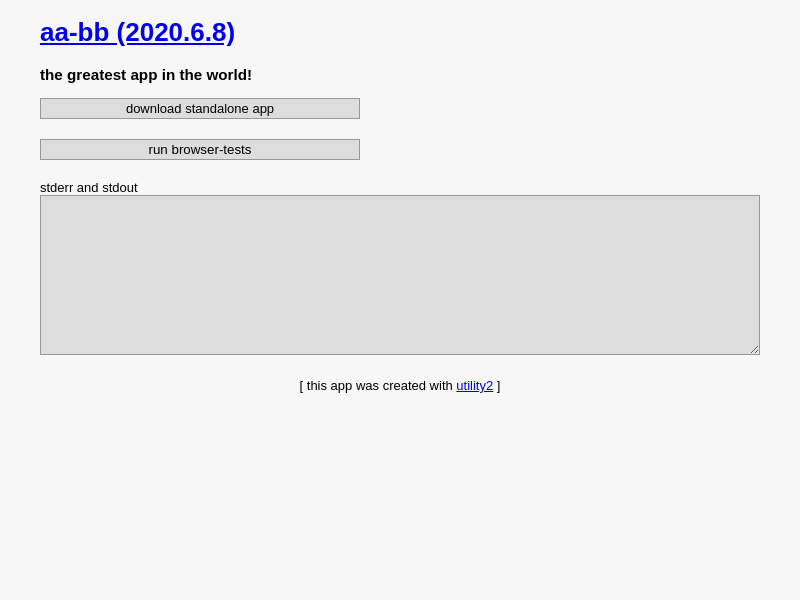 aa-bb (2020.6.8)
the greatest app in the world!
download standalone app
run browser-tests
stderr and stdout
[ this app was created with utility2 ]